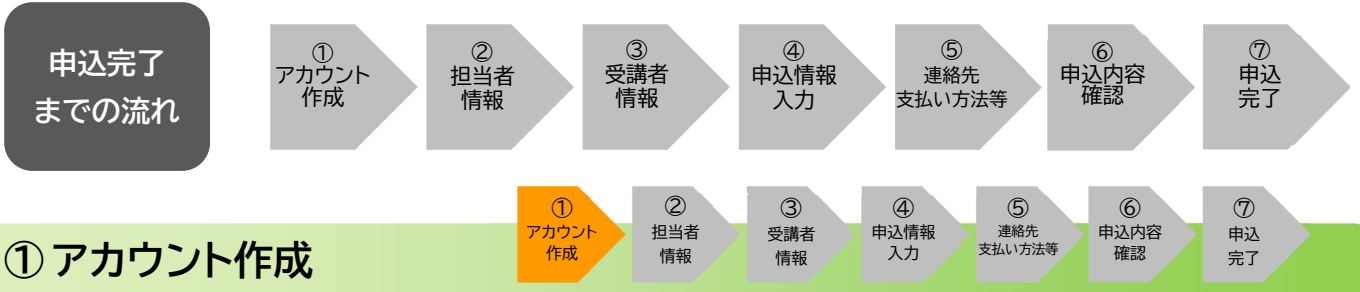 申込完了
までの流れ
①
アカウント
作成
②
担当者
情報
③
受講者
情報
④
申込情報
入力
⑤
連絡先
支払い方法等
⑥
申込内容
確認
⑦
申込
完了
① アカウント作成
①
アカウント
作成
②
担当者
情報
③
受講者
情報
④
申込情報
入力
⑤
連絡先
支払い方法等
⑥
申込内容
確認
⑦
申込
完了